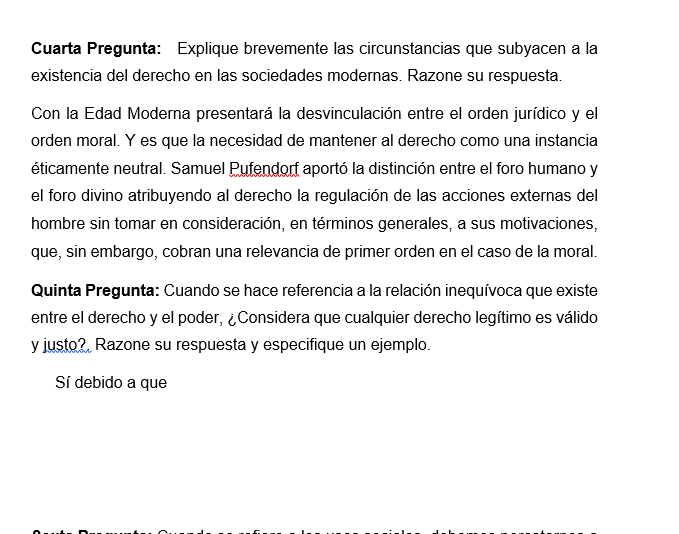 Cuarta Pregunta: Explique brevemente las circunstancias que subyacen a la
existencia del derecho en las sociedades modernas. Razone su respuesta.
Con la Edad Moderna presentará la desvinculación entre el orden jurídico y el
orden moral. Y es que la necesidad de mantener al derecho como una instancia
éticamente neutral. Samuel Pufendorf aportó la distinción entre el foro humano y
el foro divino atribuyendo al derecho la regulación de las acciones externas del
hombre sin tomar en consideración, en términos generales, a sus motivaciones,
que, sin embargo, cobran una relevancia de primer orden en el caso de la moral.
Quinta Pregunta: Cuando se hace referencia a la relación inequívoca que existe
entre el derecho y el poder, ¿Considera que cualquier derecho legítimo es válido
y justo?. Razone su respuesta y especifique un ejemplo.
Sí debido a que